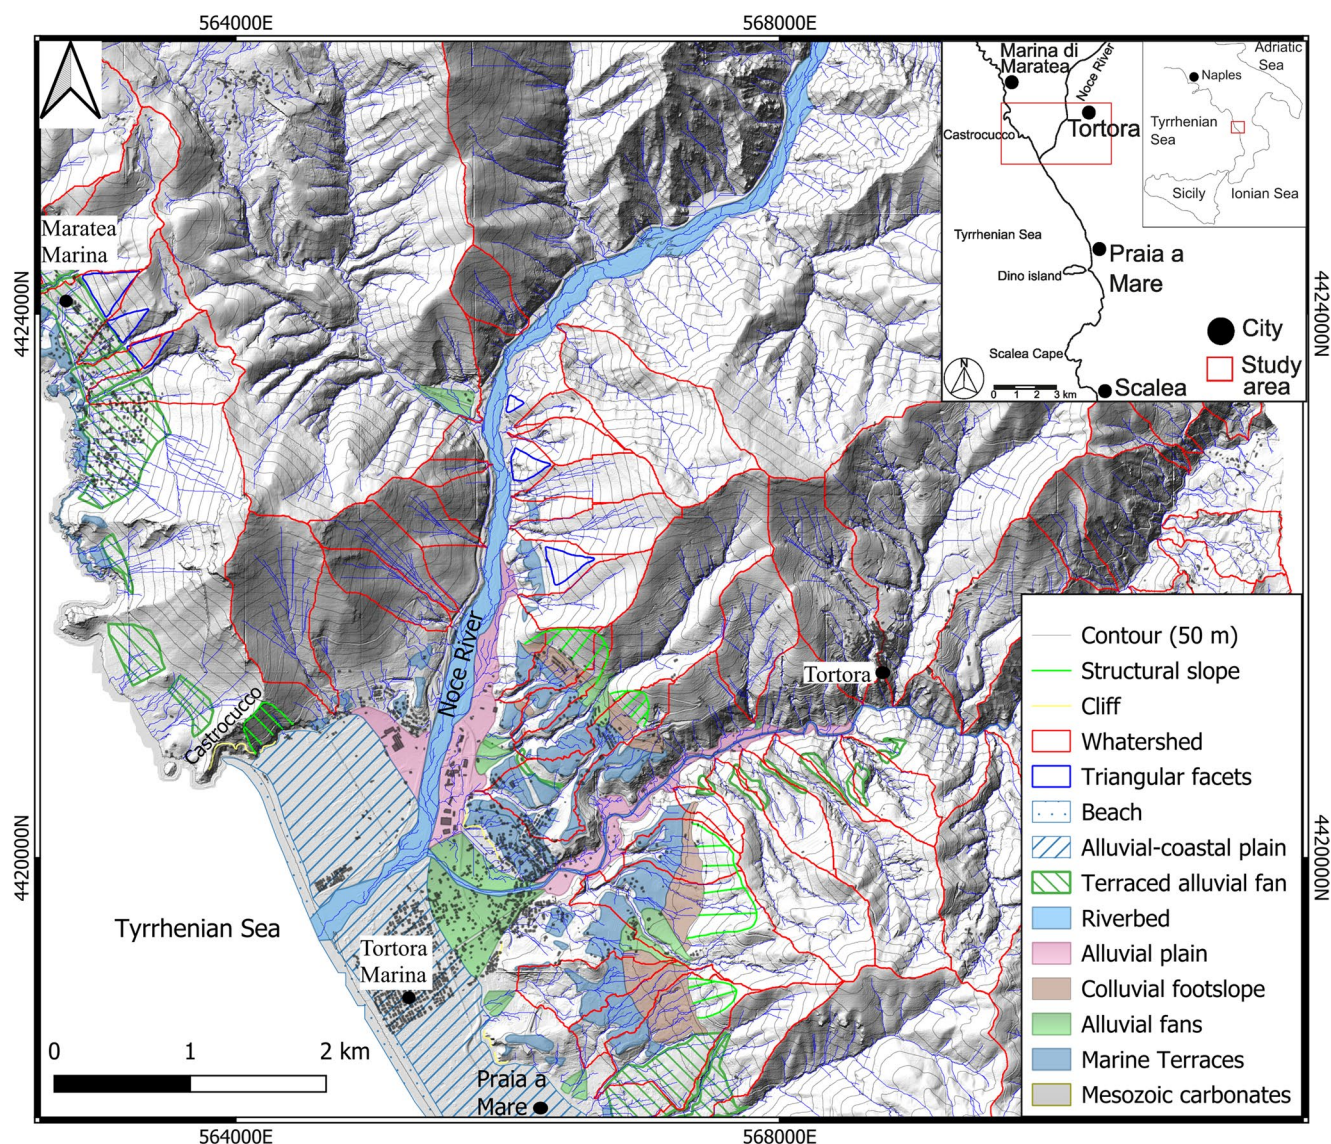 564000E
568000E
Maratea
Marina
4424000N
4424000N
Marina di
Maratea
Noce River
Castrocucco
Tortora
Tyrrhenian Sea
Dino island
Praia a
Mare
Scalea Cape
Scalea
N
0 1 2 3 km
Adriatic
Sea
Naples
Tyrrhenian
Sea
Sicily
Ionian Sea
City
Study
area
Noce River
Castrocucco
Tortora
4420000N
4420000N
Tyrrhenian Sea
Tortora
Marina
0 1 2 km
Praia a
Mare
Contour (50 m)
Structural slope
Cliff
Whatershed
Triangular facets
Beach
Alluvial-coastal plain
Terraced alluvial fan
Riverbed
Alluvial plain
Colluvial footslope
Alluvial fans
Marine Terraces
Mesozoic carbonates
564000E
568000E